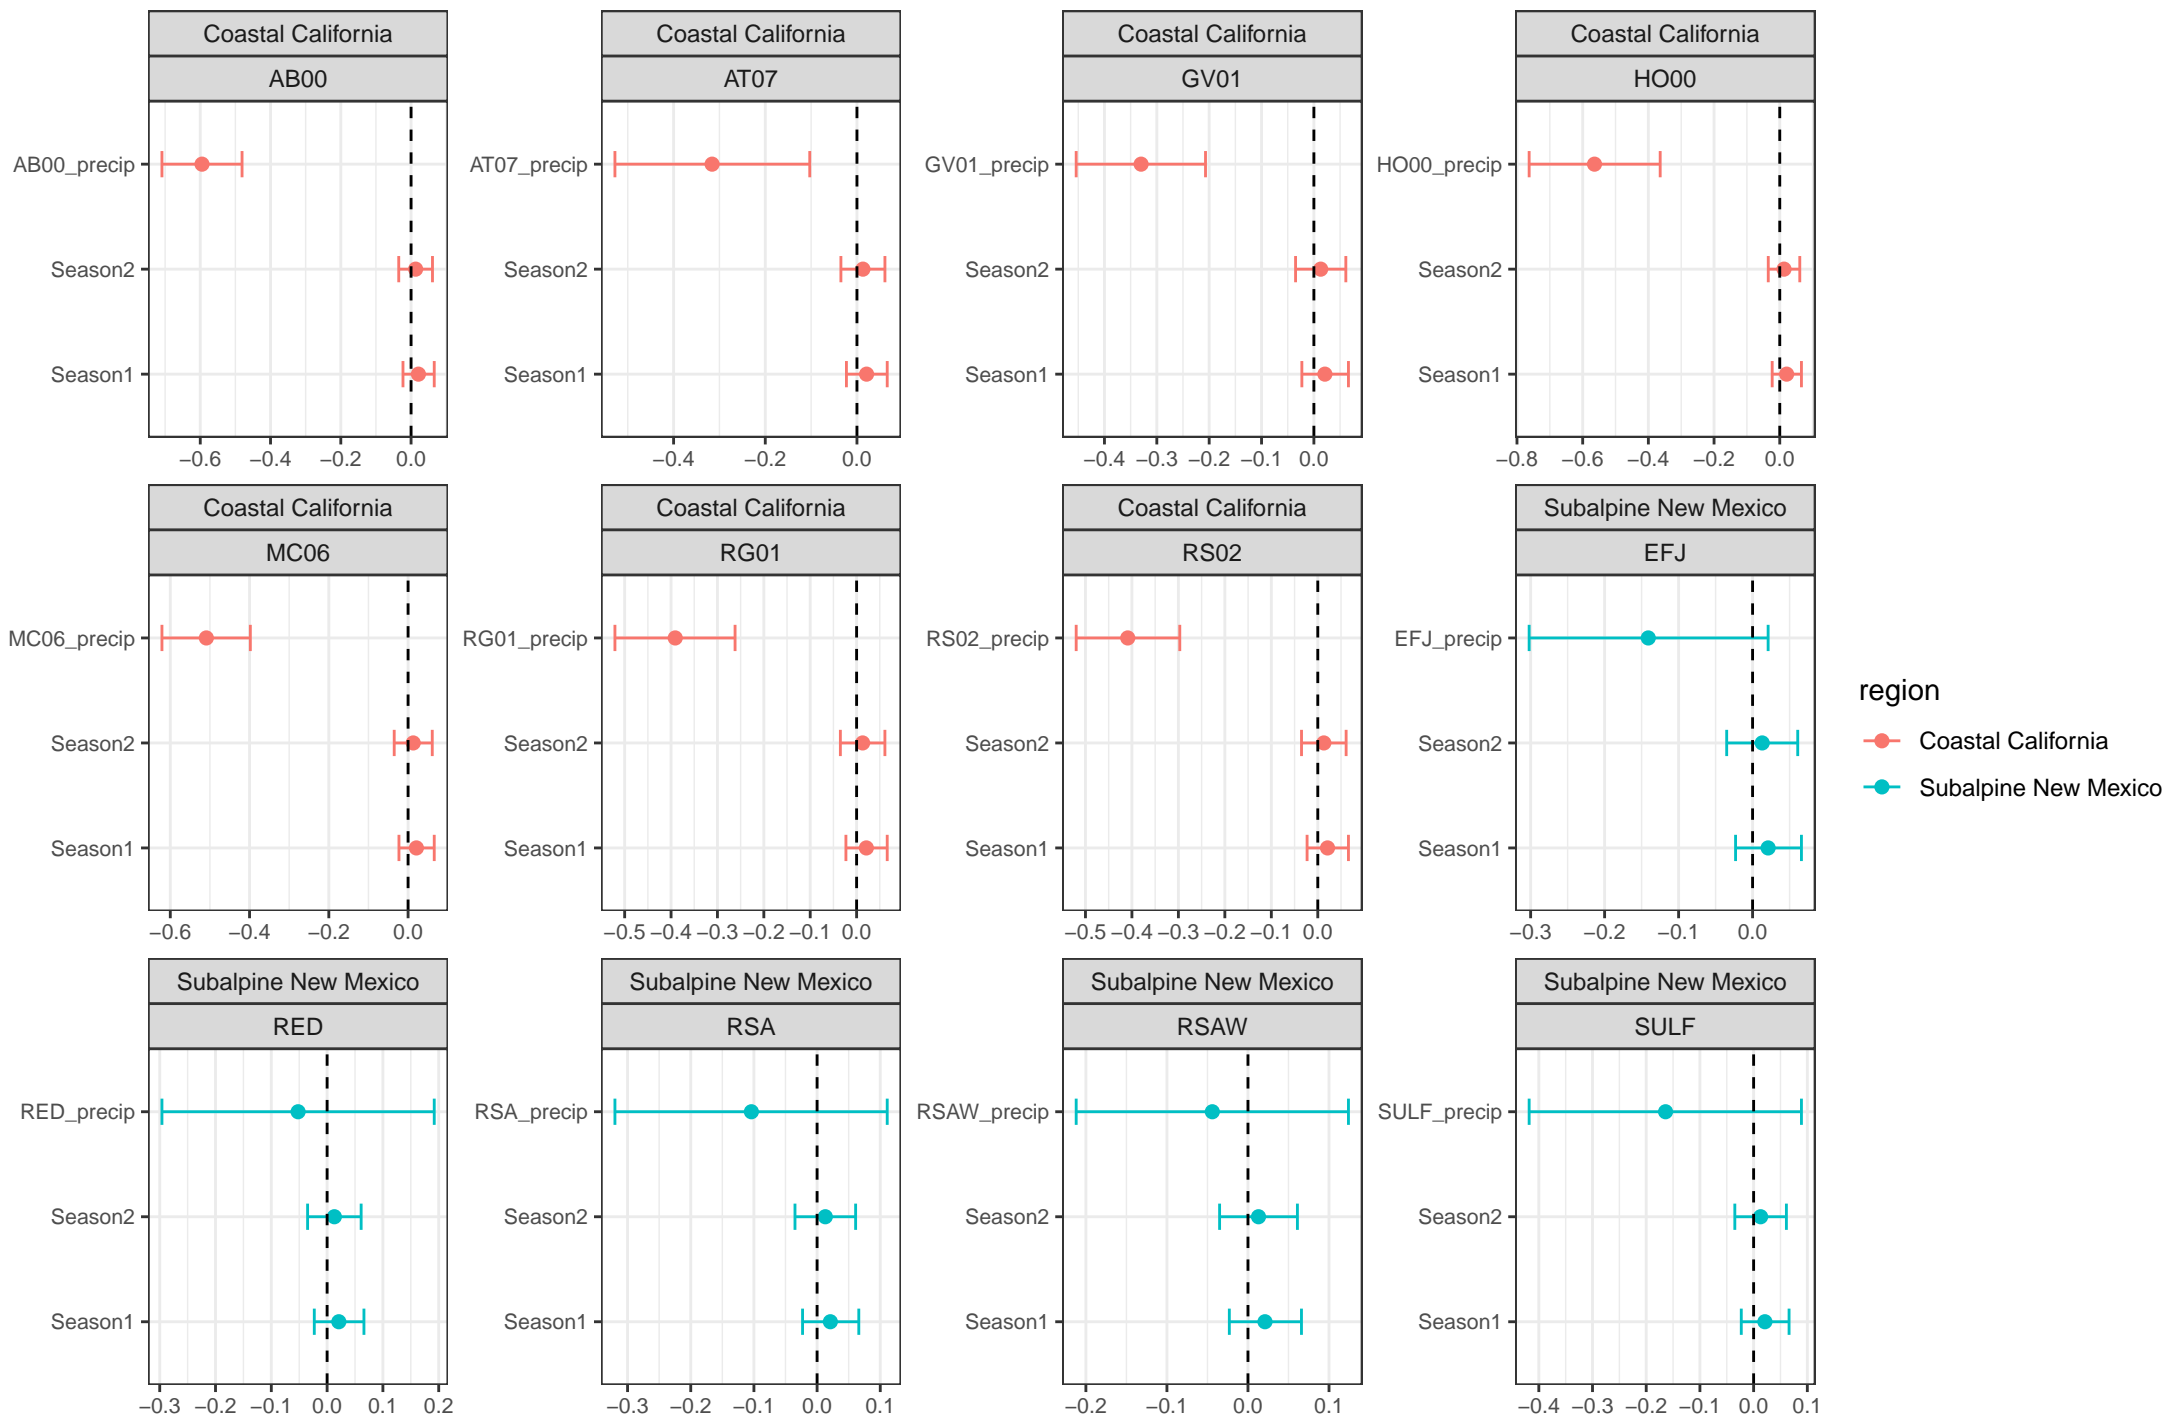 Coastal California Coastal California Coastal California Coastal California
AB00 AT07 GV01 HO00
AB00_precip AT07_precip GV01_precip HO00_precip
Season2 Season2 Season2 Season2
Season1 Season1 Season1 Season1
−0.6 −0.4 −0.2 0.0 −0.4 −0.2 0.0 −0.4 −0.3 −0.2 −0.1 0.0 −0.8 −0.6 −0.4 −0.2 0.0
Coastal California Coastal California Coastal California Subalpine New Mexico
MC06 RG01 RS02 EFJ
MC06_precip RG01_precip RS02_precip EFJ_precip
Season2 Season2 Season2 Season2
Season1 Season1 Season1 Season1
−0.6 −0.4 −0.2 0.0 −0.5 −0.4 −0.3 −0.2 −0.1 0.0 −0.5 −0.4 −0.3 −0.2 −0.1 0.0 −0.3 −0.2 −0.1 0.0
Subalpine New Mexico Subalpine New Mexico Subalpine New Mexico Subalpine New Mexico
RED RSA RSAW SULF
RED_precip RSA_precip RSAW_precip SULF_precip
Season2 Season2 Season2 Season2
Season1 Season1 Season1 Season1
−0.3 −0.2 −0.1 0.0 0.1 0.2 −0.3 −0.2 −0.1 0.0 0.1 −0.2 −0.1 0.0 0.1 −0.4 −0.3 −0.2 −0.1 0.0 0.1
region
Coastal California
Subalpine New Mexico